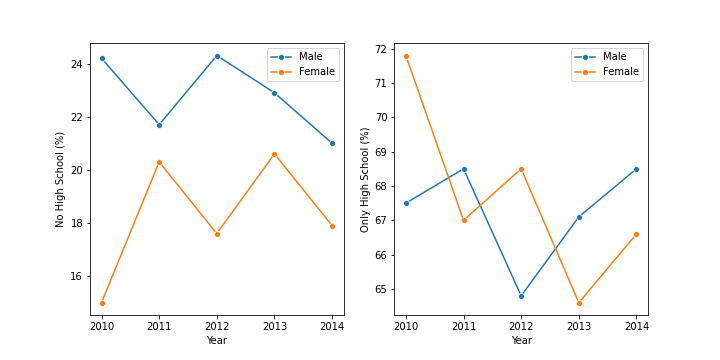 No High School (%)
24
22
20
18
16
2010 2011 2012 2013 2014
Year
Male
Female
Only High School (%)
72
71
70
69
68
67
66
65
2010 2011 2012 2013 2014
Year
Male
Female